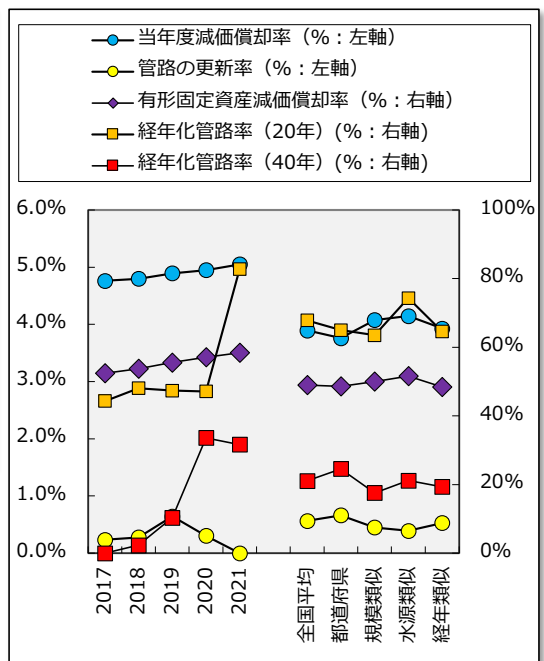 当年度減価償却率（%：左軸）
管路の更新率（%：左軸）
有形固定資産減価償却率（%：右軸）
経年化管路率（20年）(%：右軸)
経年化管路率（40年）(%：右軸)
6.0%
5.0%
4.0%
3.0%
2.0%
1.0%
0.0%
100%
80%
60%
40%
20%
0%
2017
2018
2019
2020
2021
全国平均
都道府県
規模類似
水源類似
経年類似